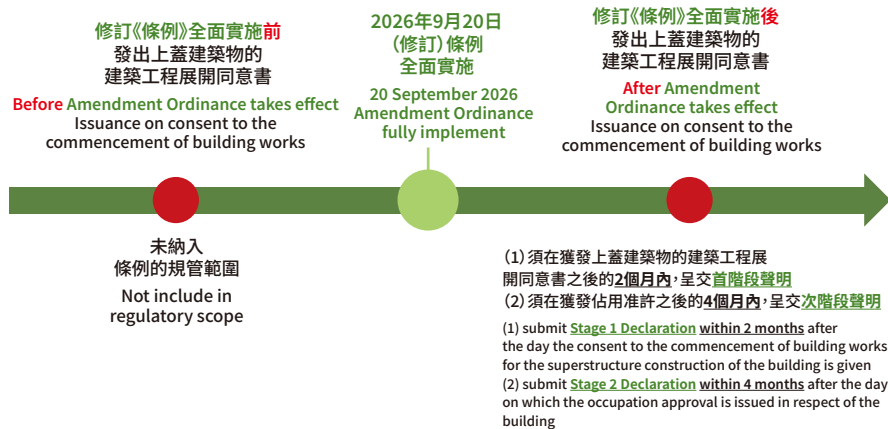 修訂《條例》全面實施前
發出上蓋建築物的
建築工程展開同意書
Before Amendment Ordinance takes effect
Issuance on consent to the
commencement of building works
2026年9月20日
（修訂）條例
全面實施
20 September 2026
Amendment Ordinance
fully implement
修訂《條例》全面實施後
發出上蓋建築物的
建築工程展開同意書
After Amendment
Ordinance takes effect
Issuance on consent to the
commencement of building works
未納入
條例的規管範圍
Not include in
regulatory scope
(1) 須在獲發上蓋建築物的建築工程展
開同意書之後的2個月內，呈交首階段聲明
(2) 須在獲發佔用准許之後的4個月內，呈交次階段聲明
(1) submit Stage 1 Declaration within 2 months after
the day the consent to the commencement of building works
for the superstructure construction of the building is given
(2) submit Stage 2 Declaration within 4 months after the day
on which the occupation approval is issued in respect of the
building